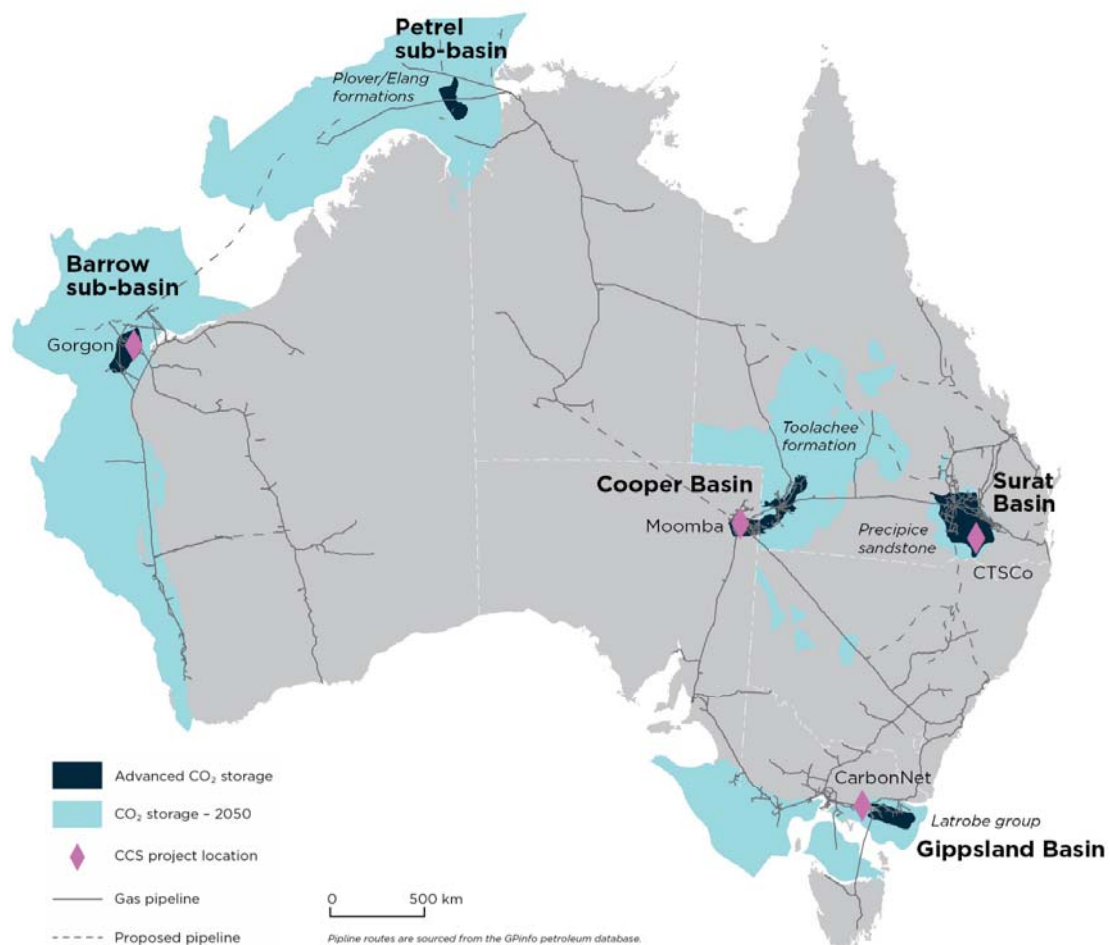 Petrel
sub-basin
Plover/Elang
formations
Barrow
sub-basin
Gorgon
Toolachee
formation
Cooper Basin
Moomba
Surat
Basin
Precipice
sandstone
CTSCo
CarbonNet
Latrobe group
Gippsland Basin
Advanced CO₂ storage
CO₂ storage – 2050
CCS project location
Gas pipeline
Proposed pipeline
0 500 km
Pipline routes are sourced from the GPinfo petroleum database.